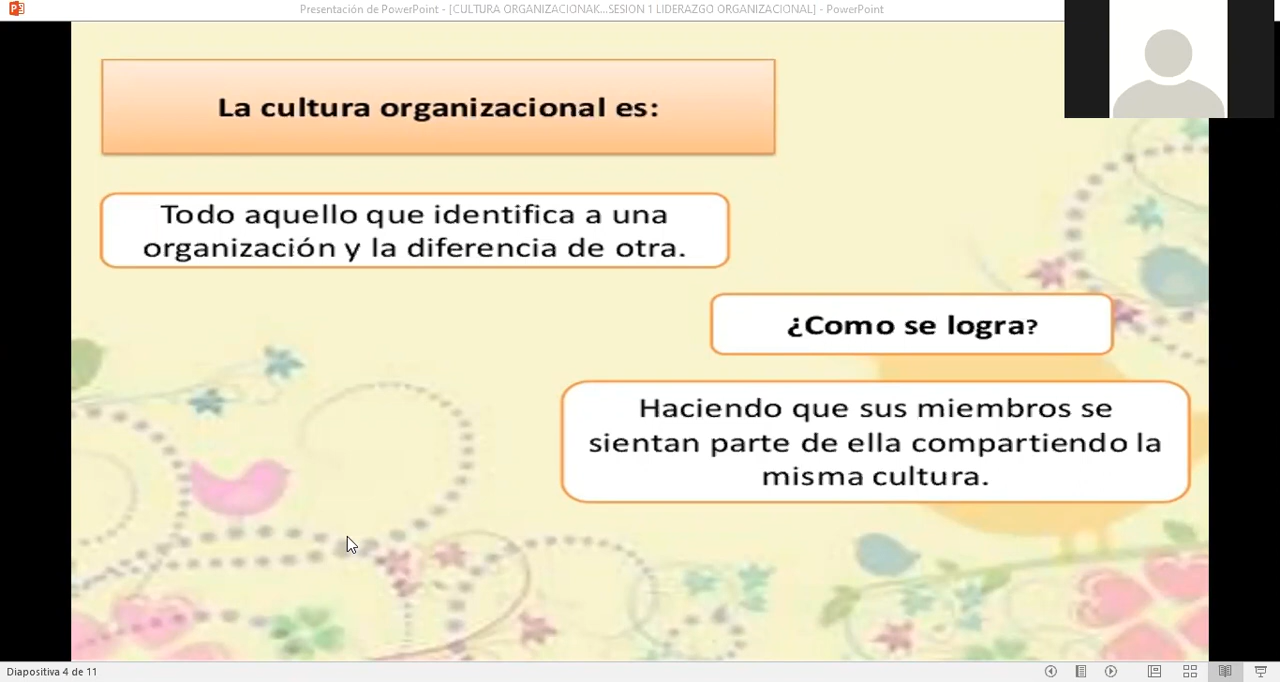 Presentación de PowerPoint - [CULTURA ORGANIZACIONAK...SESION 1 LIDERAZGO ORGANIZACIONAL] - PowerPoint
La cultura organizacional es:
Todo aquello que identifica a una
organización y la diferencia de otra.
¿Como se logra?
Haciendo que sus miembros se
sientan parte de ella compartiendo la
misma cultura.
Diapositiva 4 de 11